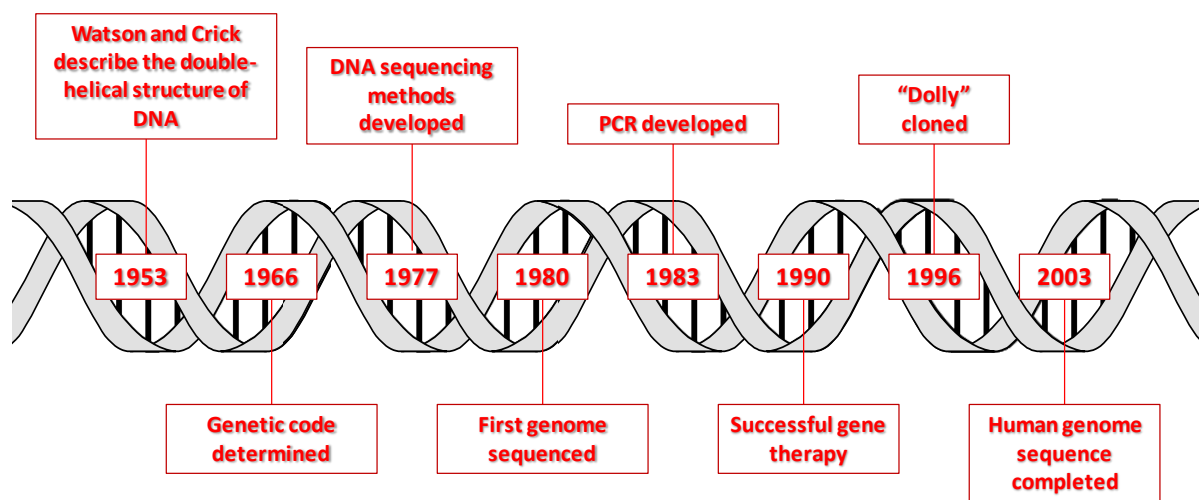 Watson and Crick
describe the double-
helical structure of
DNA
DNA sequencing
methods
developed
PCR developed
“Dolly”
cloned
1953
1966
1977
1980
1983
1990
1996
2003
Genetic code
determined
First genome
sequenced
Successful gene
therapy
Human genome
sequence
completed